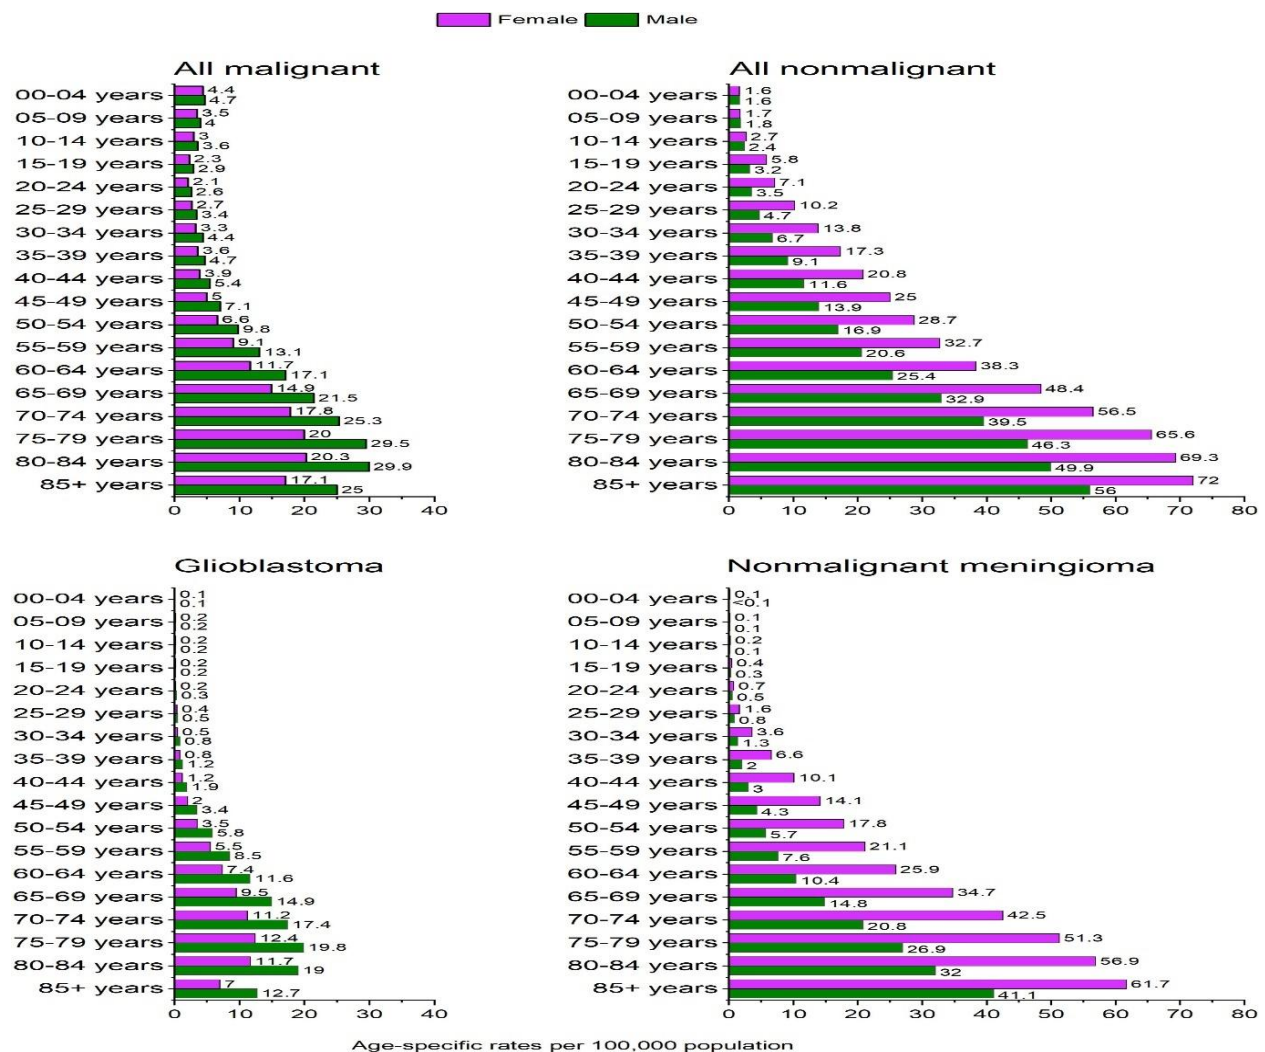 Female Male
All malignant
00-04 years 4.4 4.7
05-09 years 3.5 4
10-14 years 3 3.6
15-19 years 2.3 2.9
20-24 years 2.1 2.6
25-29 years 2.7 3.4
30-34 years 3.3 4.4
35-39 years 3.6 4.7
40-44 years 3.9 5.4
45-49 years 5 7.1
50-54 years 6.6 9.8
55-59 years 9.1 13.1
60-64 years 11.7 17.1
65-69 years 14.9 21.5
70-74 years 17.8 25.3
75-79 years 20 29.5
80-84 years 20.3 29.9
85+ years 17.1 25
0 10 20 30 40
All nonmalignant
00-04 years 1.6 1.6
05-09 years 1.7 1.8
10-14 years 2.7 2.4
15-19 years 5.8 3.2
20-24 years 7.1 3.5
25-29 years 10.2 4.7
30-34 years 13.8 6.7
35-39 years 17.3 9.1
40-44 years 20.8 11.6
45-49 years 25 13.9
50-54 years 28.7 16.9
55-59 years 32.7 20.6
60-64 years 38.3 25.4
65-69 years 48.4 32.9
70-74 years 56.5 39.5
75-79 years 65.6 46.3
80-84 years 69.3 49.9
85+ years 72 56
0 10 20 30 40 50 60 70 80
Glioblastoma
00-04 years 0.1 0.1
05-09 years 0.2 0.2
10-14 years 0.2 0.2
15-19 years 0.2 0.2
20-24 years 0.2 0.3
25-29 years 0.4 0.5
30-34 years 0.5 0.8
35-39 years 0.8 1.2
40-44 years 1.2 1.9
45-49 years 2 3.4
50-54 years 3.5 5.8
55-59 years 5.5 8.5
60-64 years 7.4 11.6
65-69 years 9.5 14.9
70-74 years 11.2 17.4
75-79 years 12.4 19.8
80-84 years 11.7 19
85+ years 7 12.7
0 10 20 30 40
Nonmalignant meningioma
00-04 years 0.1 <0.1
05-09 years 0.1 0.1
10-14 years 0.2 0.1
15-19 years 0.4 0.3
20-24 years 0.7 0.5
25-29 years 1.6 0.8
30-34 years 3.6 1.3
35-39 years 6.6 2
40-44 years 10.1 3
45-49 years 14.1 4.3
50-54 years 17.8 5.7
55-59 years 21.1 7.6
60-64 years 25.9 10.4
65-69 years 34.7 14.8
70-74 years 42.5 20.8
75-79 years 51.3 26.9
80-84 years 56.9 32
85+ years 61.7 41.1
0 10 20 30 40 50 60 70 80
Age-specific rates per 100,000 population